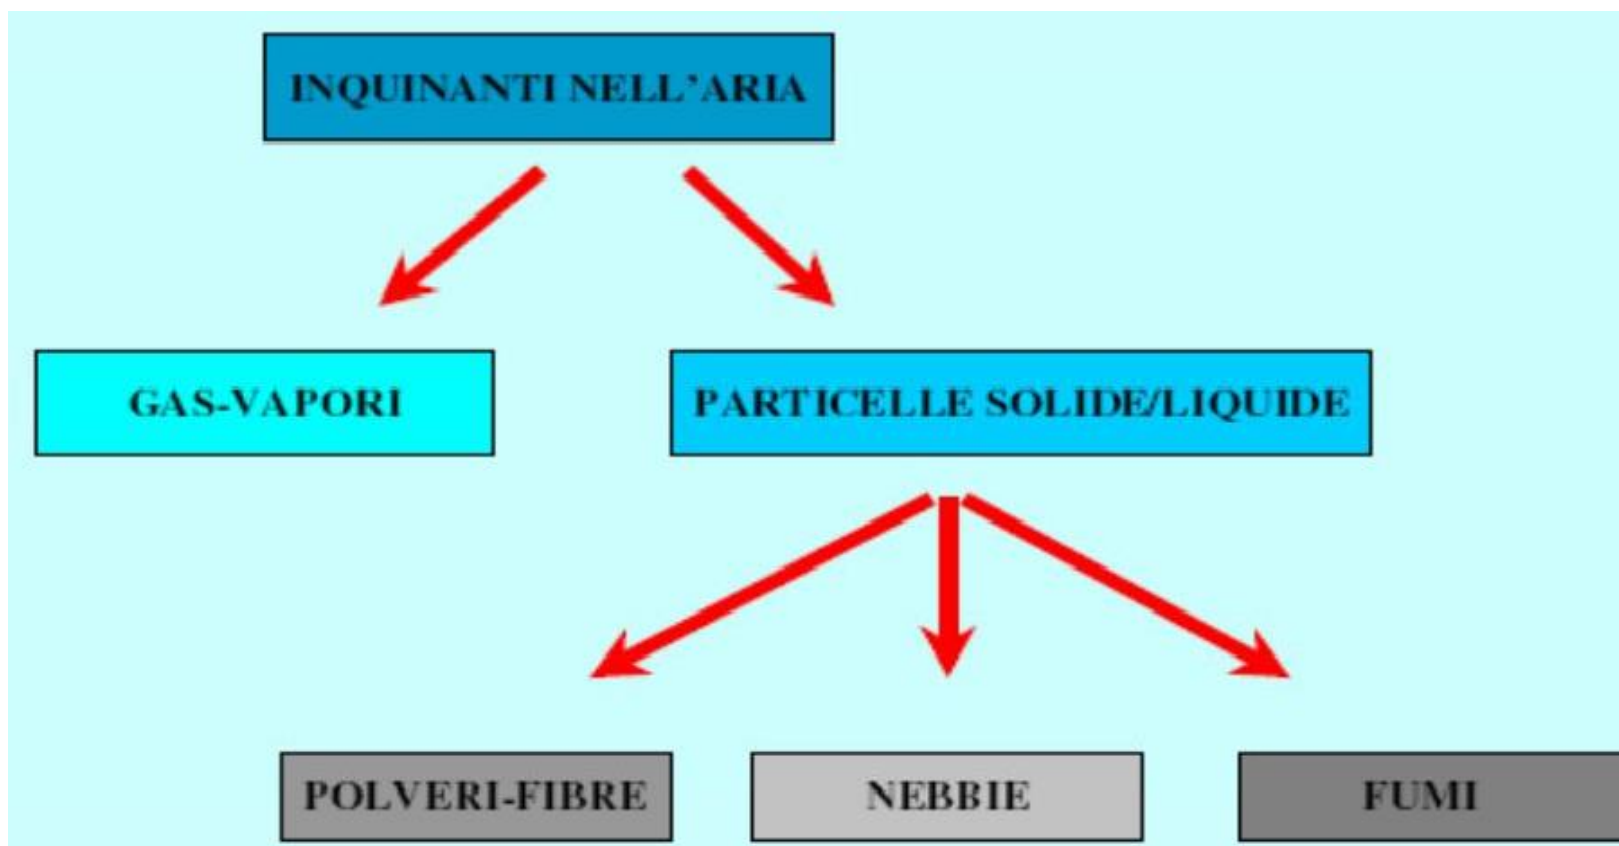 INQUINANTI NELL'ARIA
GAS-VAPORI
PARTICELLE SOLIDE/LIQUIDE
POLVERI-FIBRE
NEBBIE
FUMI